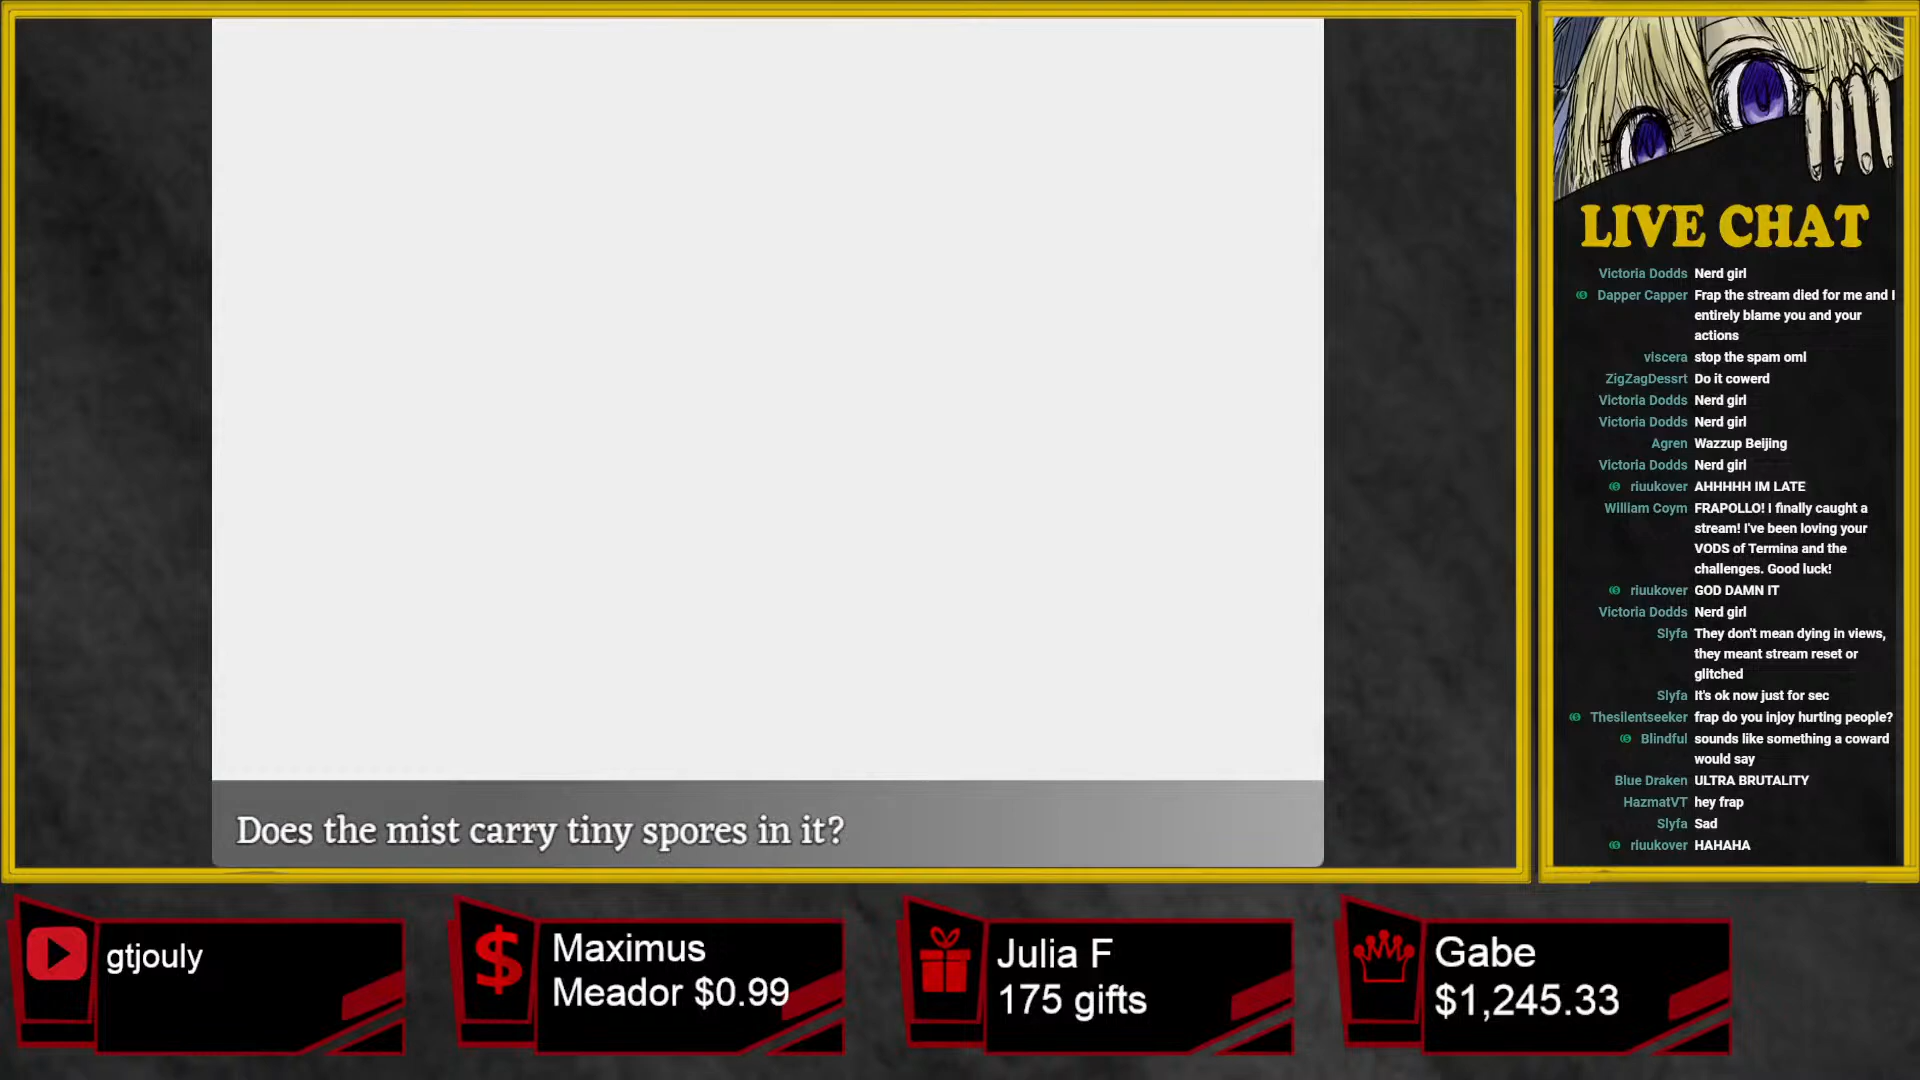 LIVE CHAT
Victoria Dodds Nerd girl
Dapper Capper Frap the stream died for me and I
entirely blame you and your
actions
viscera stop the spam oml
ZigZagDessrt Do it cowerd
Victoria Dodds Nerd girl
Victoria Dodds Nerd girl
Agren Wazzup Beijing
Victoria Dodds Nerd girl
riuukover AHHHHH IM LATE
William Coym FRAPOLLO! I finally caught a
stream! I've been loving your
VODS of Termina and the
challenges. Good luck!
riuukover GOD DAMN IT
Victoria Dodds Nerd girl
Slyfa They don't mean dying in views,
they meant stream reset or
glitched
Slyfa It's ok now just for sec
Thesilentseeker frap do you injoy hurting people?
Blindful sounds like something a coward
would say
Blue Draken ULTRA BRUTALITY
HazmatVT hey frap
Slyfa Sad
riuukover HAHAHA
Does the mist carry tiny spores in it?
gtjouly
Maximus
Meador $0.99
Julia F
175 gifts
Gabe
$1,245.33